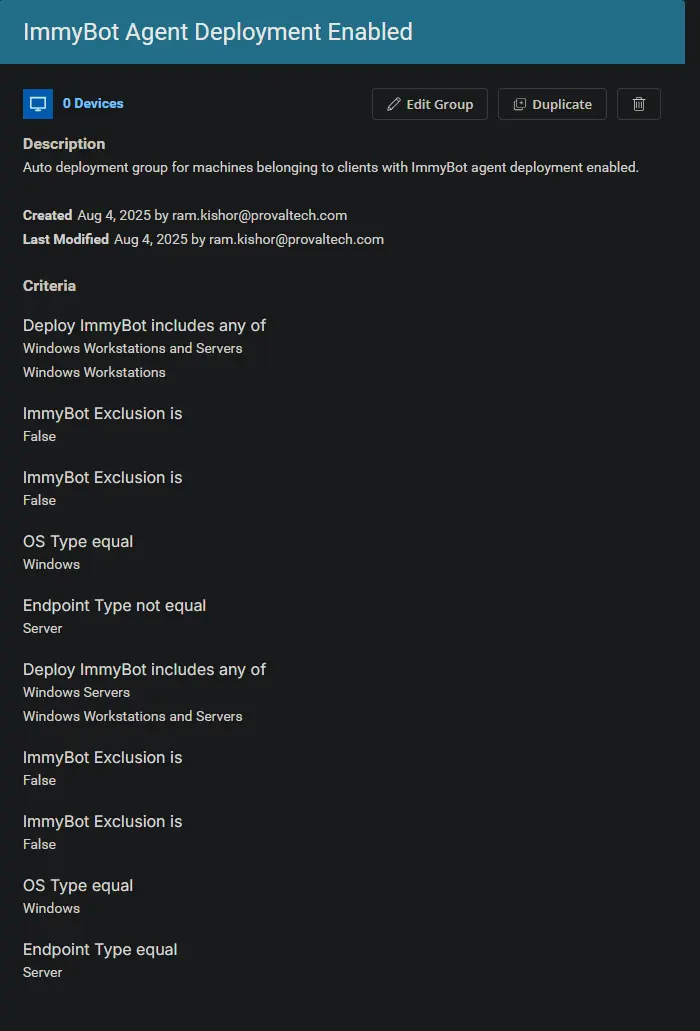 ImmyBot Agent Deployment Enabled
0 Devices
Edit Group
Duplicate
Description
Auto deployment group for machines belonging to clients with ImmyBot agent deployment enabled.
Created Aug 4, 2025 by ram.kishor@provaltech.com
Last Modified Aug 4, 2025 by ram.kishor@provaltech.com
Criteria
Deploy ImmyBot includes any of
Windows Workstations and Servers
Windows Workstations
ImmyBot Exclusion is
False
ImmyBot Exclusion is
False
OS Type equal
Windows
Endpoint Type not equal
Server
Deploy ImmyBot includes any of
Windows Servers
Windows Workstations and Servers
ImmyBot Exclusion is
False
ImmyBot Exclusion is
False
OS Type equal
Windows
Endpoint Type equal
Server